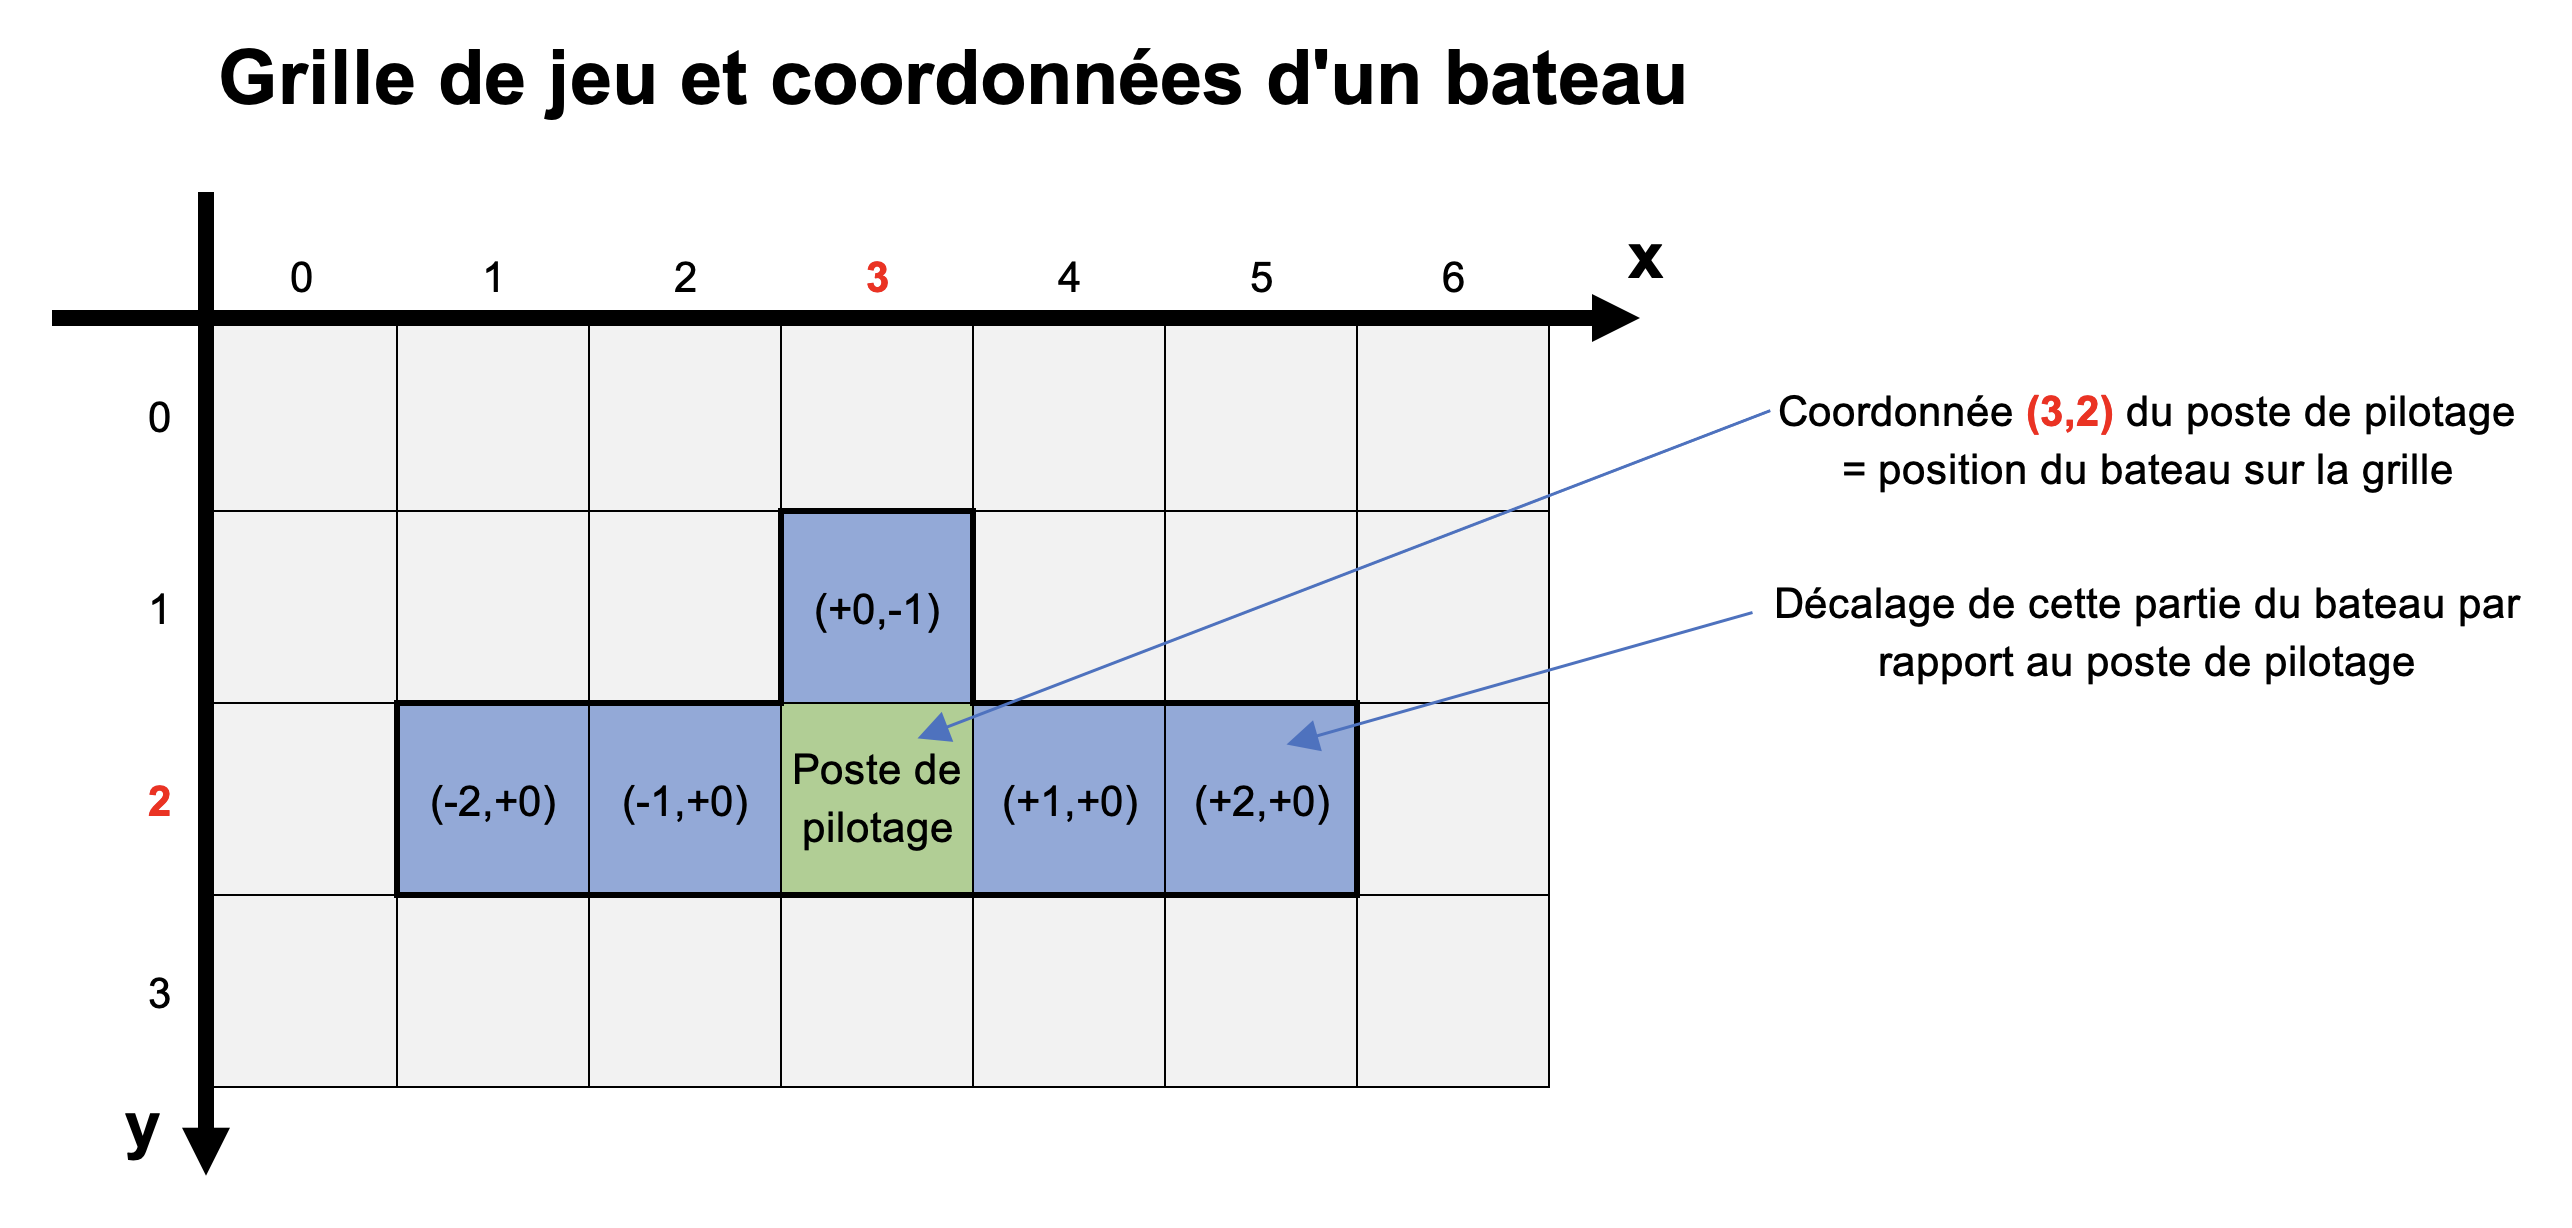 Grille de jeu et coordonnées d'un bateau
x
0 1 2 3 4 5 6
0
Coordonnée (3,2) du poste de pilotage
= position du bateau sur la grille
1
(+0,-1)
Décalage de cette partie du bateau par
rapport au poste de pilotage
2
(-2,+0) (-1,+0)
Poste de
pilotage
(+1,+0) (+2,+0)
3
y